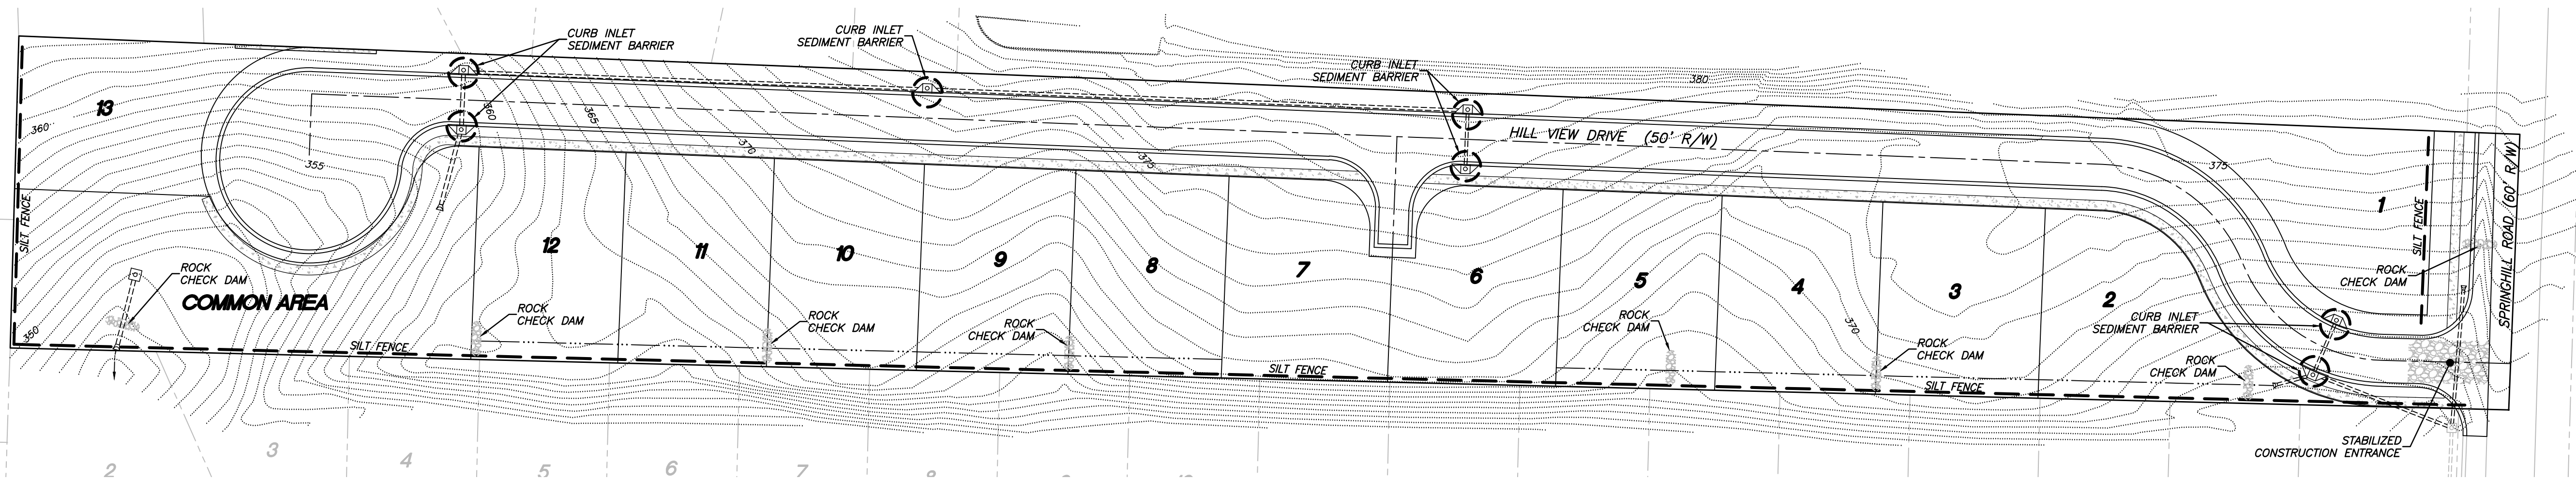 CURB INLET
SEDIMENT BARRIER
CURB INLET
SEDIMENT BARRIER
CURB INLET
SEDIMENT BARRIER
380
13
360
360
365
370
375
355
HILL VIEW DRIVE (50' R/W)
375
1
SILT FENCE
SPRINGHILL ROAD (60' R/W)
SILT FENCE
12
11
10
9
8
7
6
5
4
3
2
ROCK
CHECK DAM
ROCK
CHECK DAM
COMMON AREA
350
ROCK
CHECK DAM
ROCK
CHECK DAM
ROCK
CHECK DAM
ROCK
CHECK DAM
370
CURB INLET
SEDIMENT BARRIER
ROCK
CHECK DAM
ROCK
CHECK DAM
SILT FENCE
SILT FENCE
SILT FENCE
STABILIZED
CONSTRUCTION ENTRANCE
2
3
4
5
6
7